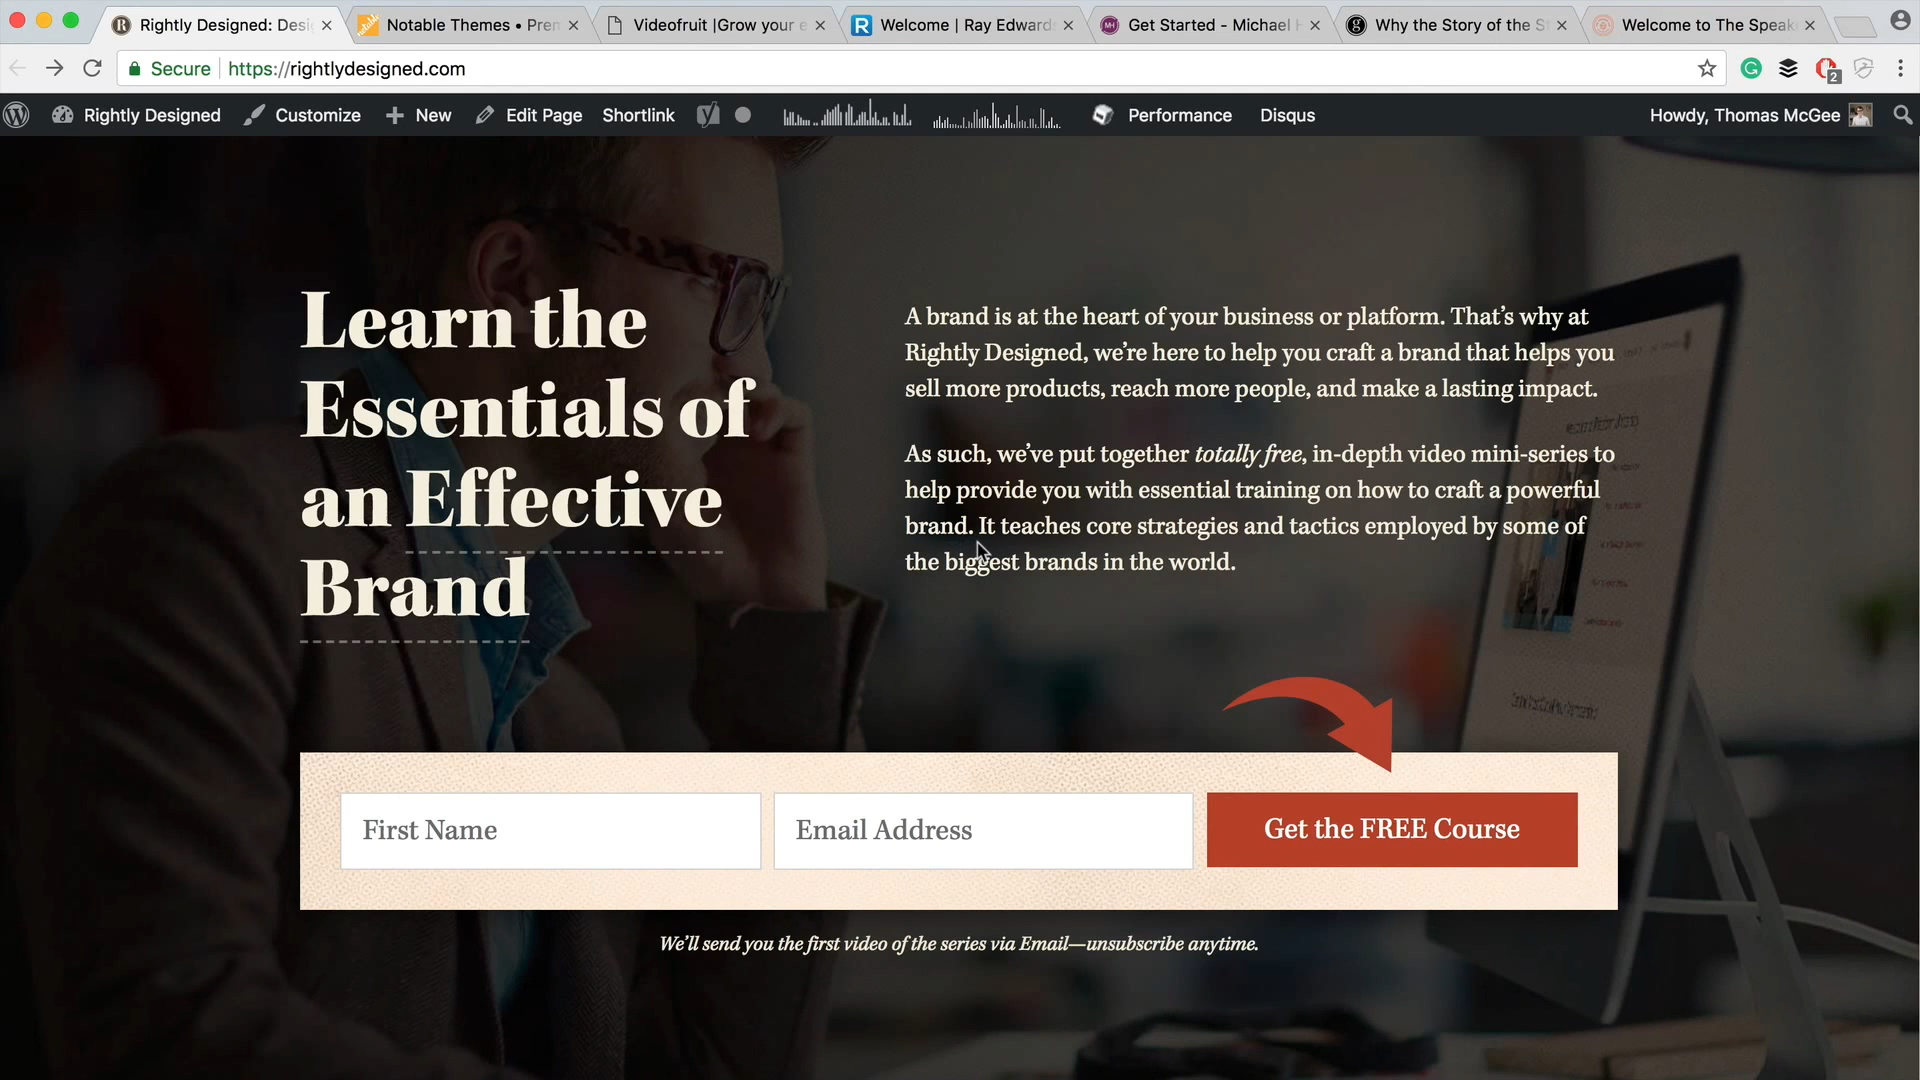 Rightly Designed: Desi
Notable Themes • Pren
Videofruit |Grow your e
Welcome | Ray Edwards
Get Started - Michael H
Why the Story of the S
Welcome to The Speak
Secure https://rightlydesigned.com
2
Rightly Designed Customize New Edit Page Shortlink Performance Disqus Howdy, Thomas McGee
Learn the
Essentials of
an Effective
Brand
A brand is at the heart of your business or platform. That’s why at
Rightly Designed, we’re here to help you craft a brand that helps you
sell more products, reach more people, and make a lasting impact.
As such, we’ve put together totally free, in-depth video mini-series to
help provide you with essential training on how to craft a powerful
brand. It teaches core strategies and tactics employed by some of
the biggest brands in the world.
First Name
Email Address
Get the FREE Course
We’ll send you the first video of the series via Email—unsubscribe anytime.